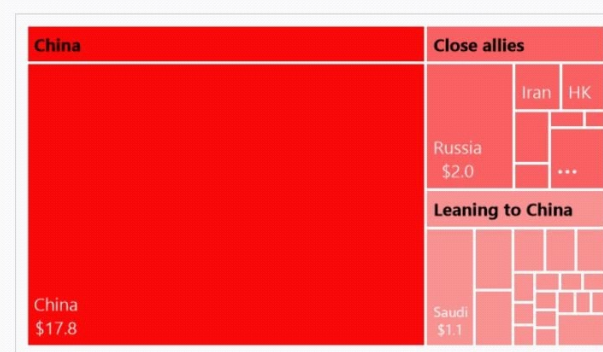 China
China
$17.8
Close allies
Iran
HK
Russia
$2.0
...
Leaning to China
Saudi
$1.1